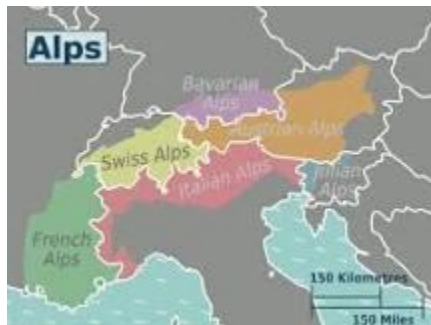 Alps
Bavarian
Alps
Austrian Alps
Swiss Alps
Italian Alps
Julian
Alps
French
Alps
150 Kilometres
150 Miles